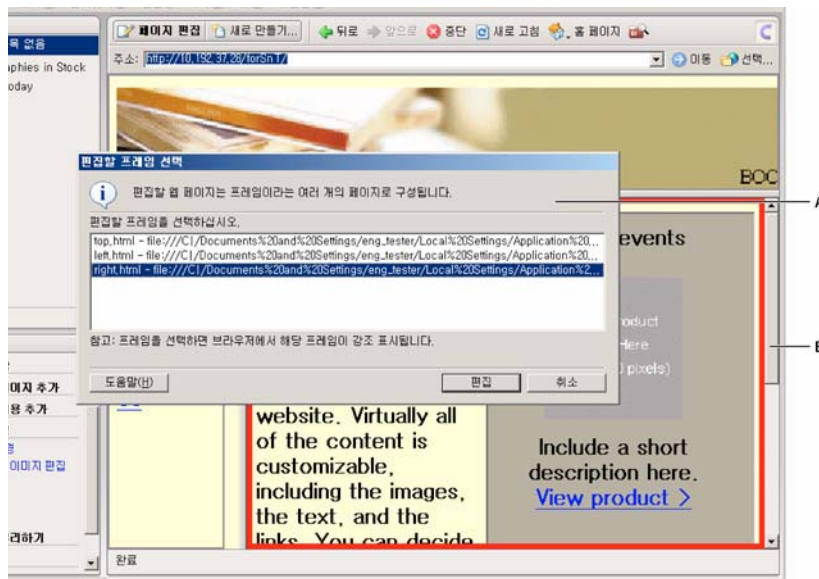 목 없음
aphies in Stock
oday
페이지 편집 새로 만들기... 뒤로 앞으로 중단 새로 고침 홈 페이지
주소: http://10.192.37.28/forSn1/ 이동 선택...
BOC
편집할 프레임 선택
편집할 웹 페이지는 프레임이라는 여러 개의 페이지로 구성됩니다.
A
편집할 프레임을 선택하십시오.
top.html - file:///C|/Documents%20and%20Settings/eng_tester/Local%20Settings/Application%20...
left.html - file:///C|/Documents%20and%20Settings/eng_tester/Local%20Settings/Application%20...
right.html - file:///C|/Documents%20and%20Settings/eng_tester/Local%20Settings/Application%2...
참고: 프레임을 선택하면 브라우저에서 해당 프레임이 강조 표시됩니다.
도움말(H) 편집 취소
events
oduct
Here
pixels)
B
이지 추가
용 추가
이미지 편집
리하기
website. Virtually all
of the content is
customizable,
including the images,
the text, and the
links. You can decide
Include a short
description here.
View product >
완료